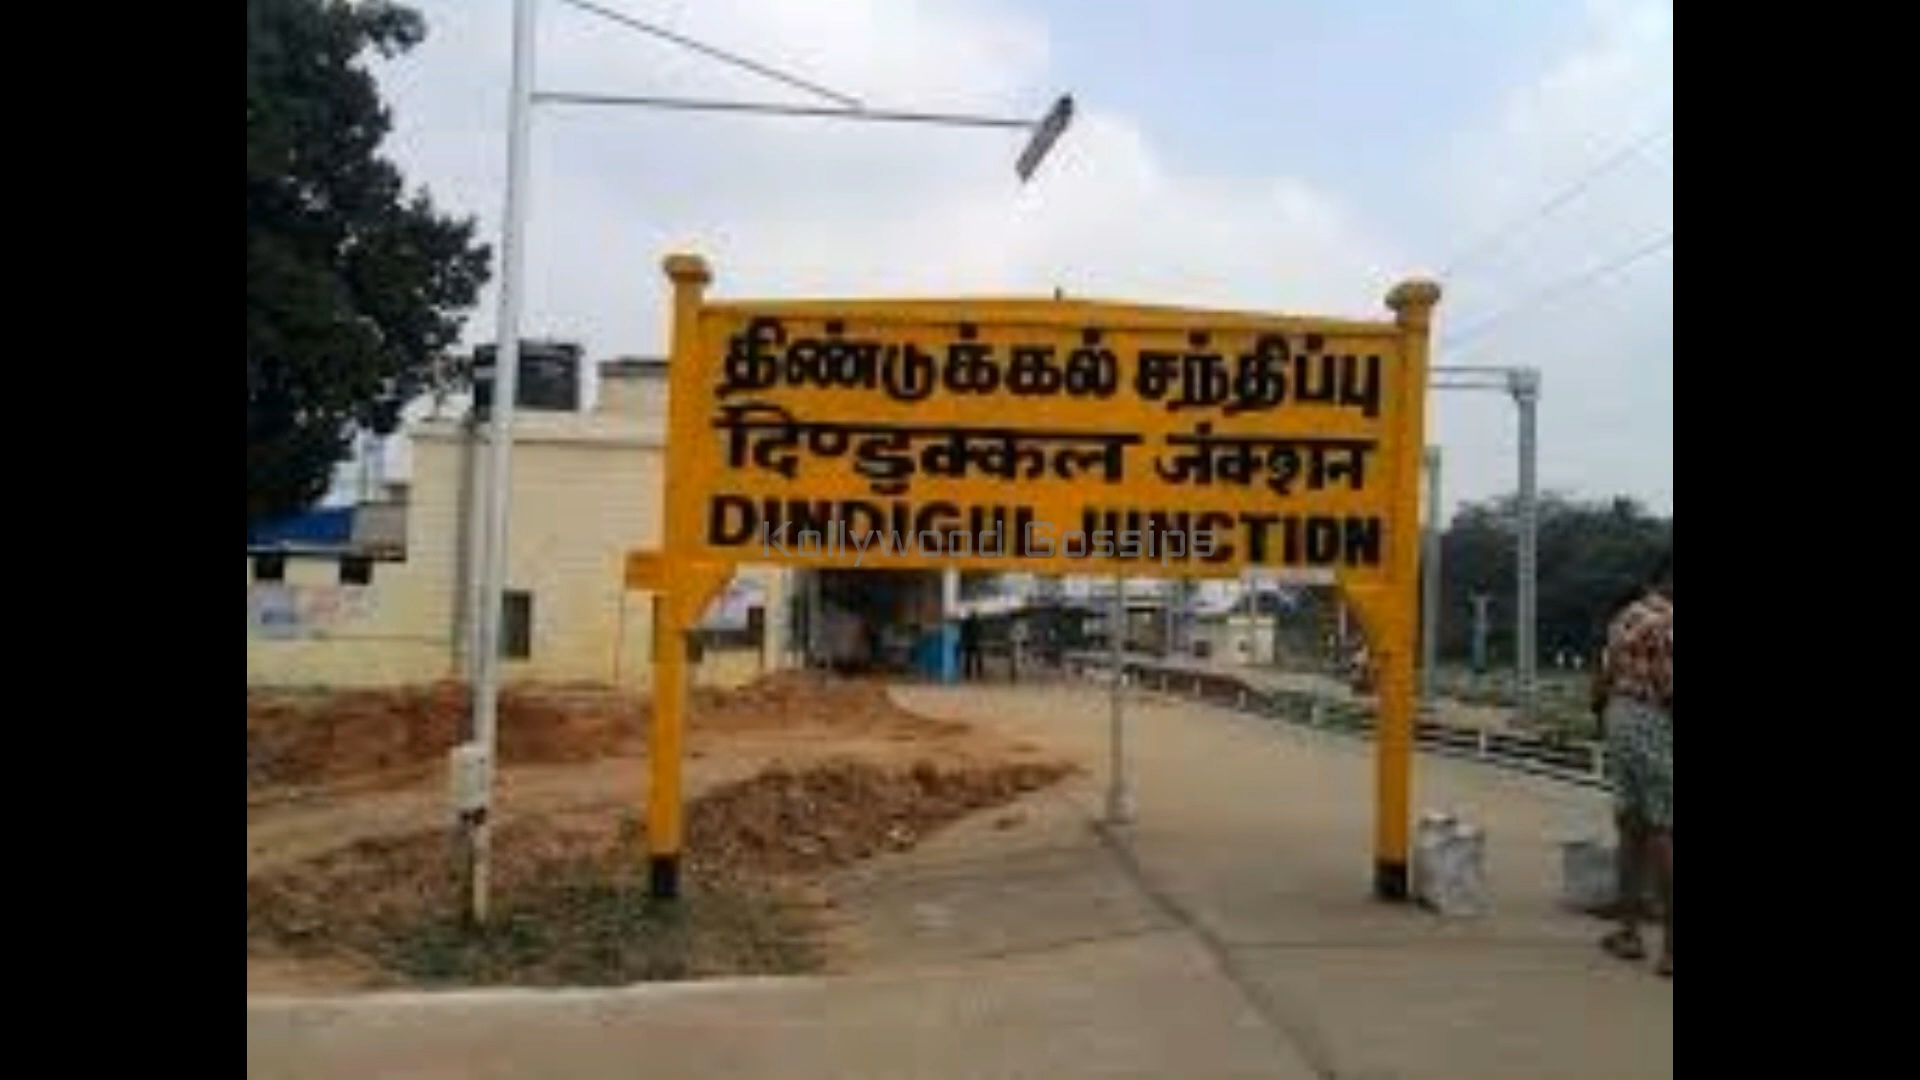 திண்டுக்கல் சந்திப்பு
दिण्डुक्कल जंक्शन
DINDIGUL JUNCTION
Kollywood Gossips